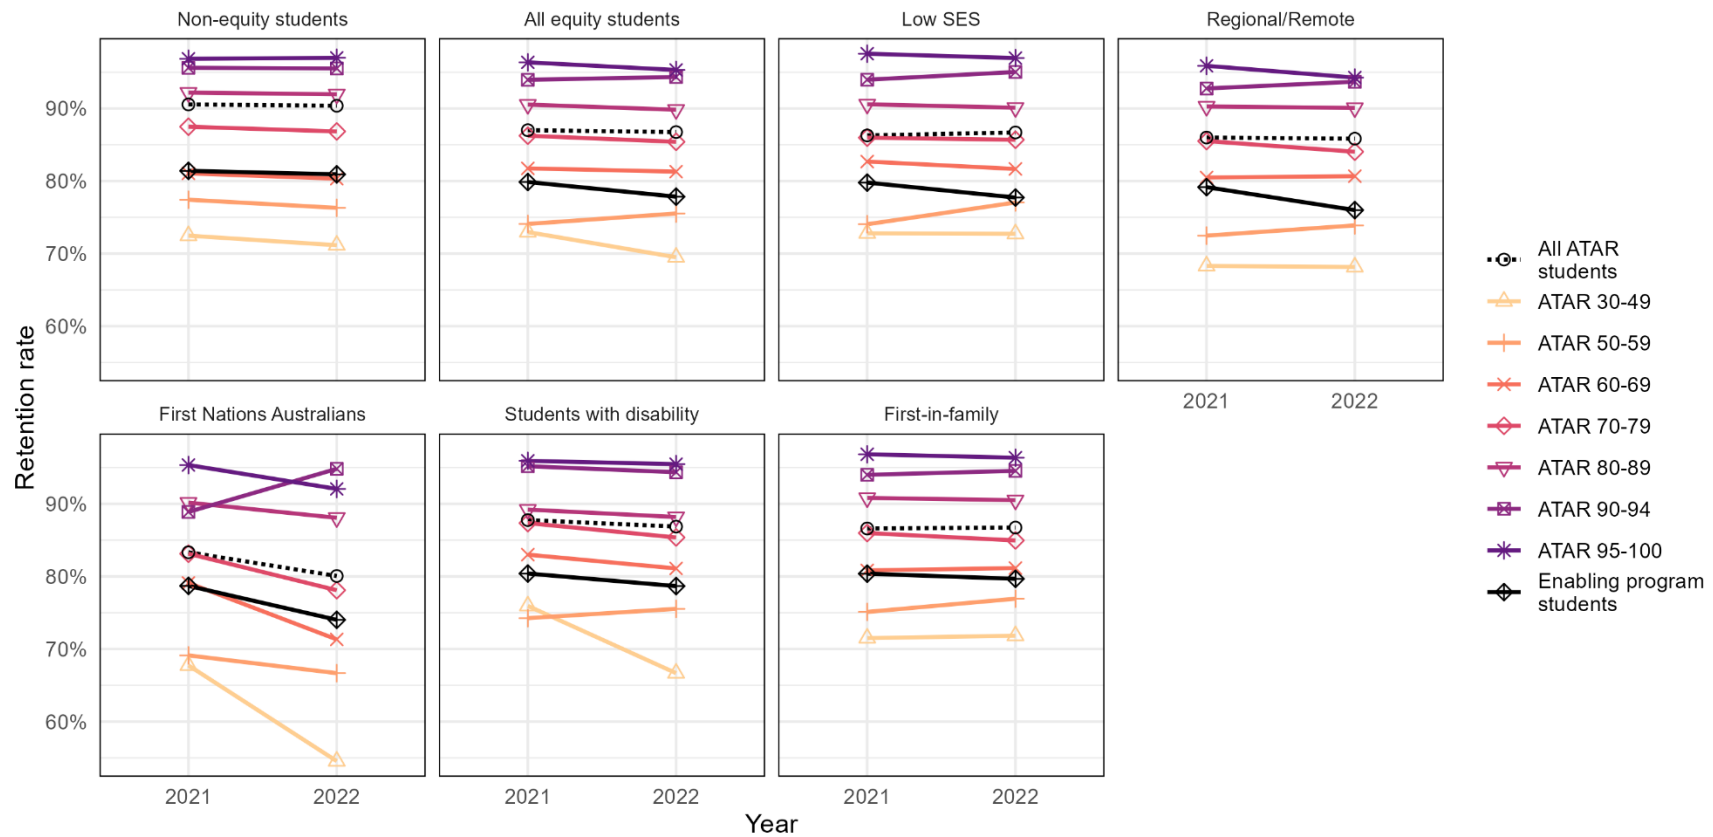 Non-equity students
All equity students
Low SES
Regional/Remote
90%
80%
70%
60%
2021
2022
First Nations Australians
Students with disability
First-in-family
90%
80%
70%
60%
2021
2022
2021
2022
2021
2022
Retention rate
Year
All ATAR
students
ATAR 30-49
ATAR 50-59
ATAR 60-69
ATAR 70-79
ATAR 80-89
ATAR 90-94
ATAR 95-100
Enabling program
students